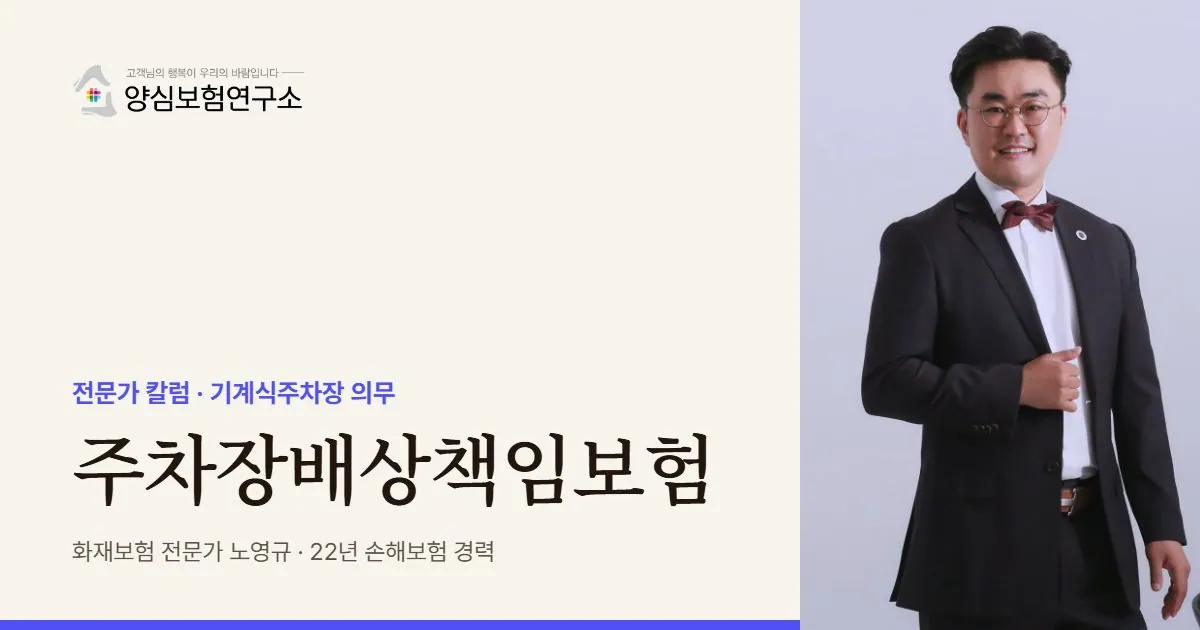 고객님의 행복이 우리의 바람입니다
양심보험연구소
전문가 칼럼 · 기계식주차장 의무
주차장배상책임보험
화재보험 전문가 노영규 · 22년 손해보험 경력